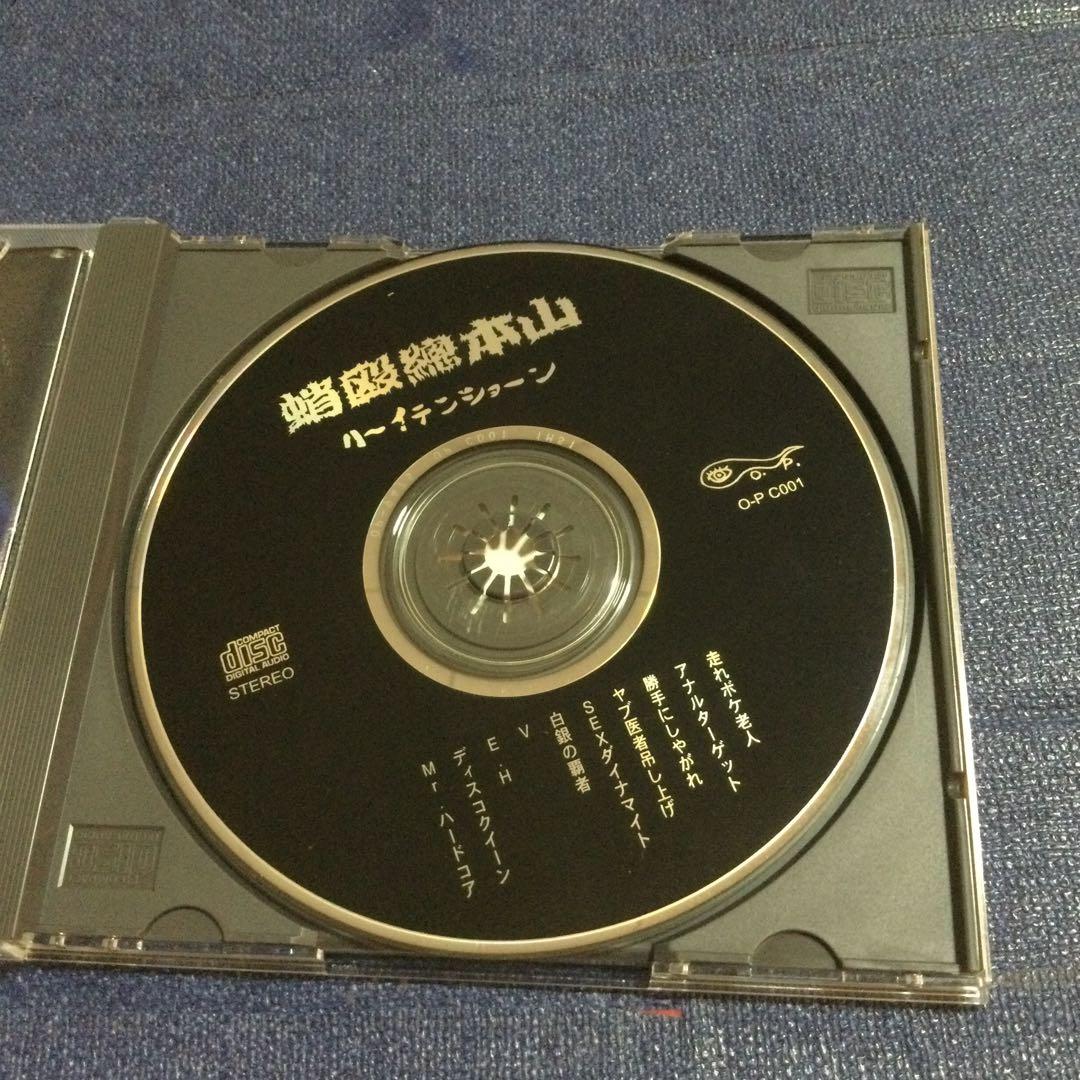 蛸殴總本山
ハーイテンショーン
O. P.
O-P C001
COMPACT
disc
DIGITAL AUDIO
STEREO
走れボケ老人
アナルターゲット
勝手にしやがれ
ヤブ医者吊し上げ
SEXダイナマイト
白銀の覇者
V
E.H
ディスコクイーン
Mr.ハードコア